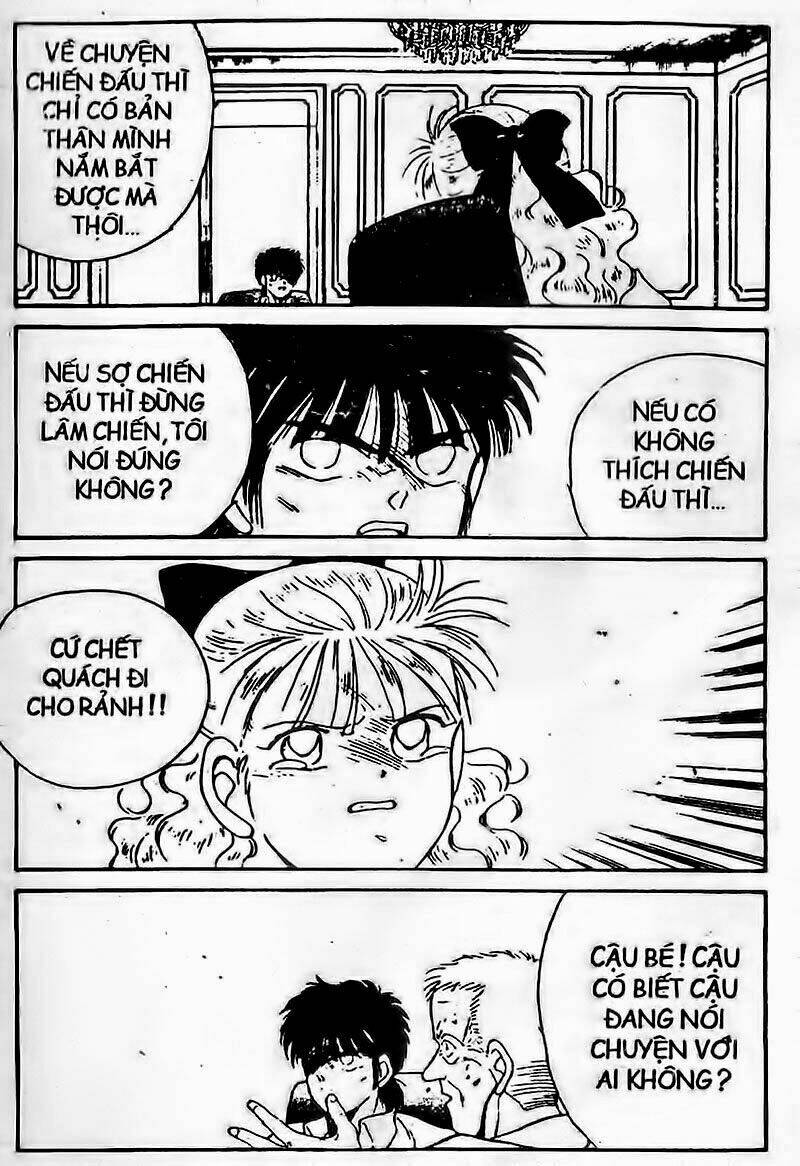 VỀ CHUYỆN
CHIẾN ĐẤU THÌ
CHỈ CÓ BẢN
THÂN MÌNH
NẮM BẮT
ĐƯỢC MÀ
THÔI...
NẾU SỢ CHIẾN
ĐẤU THÌ ĐỪNG
LÂM CHIẾN, TÔI
NÓI ĐÚNG
KHÔNG?
NẾU CÓ
KHÔNG
THÍCH CHIẾN
ĐẤU THÌ...
CỨ CHẾT
QUÁCH ĐI
CHO RẢNH!!
CẬU BÉ! CẬU
CÓ BIẾT CẬU
ĐANG NÓI
CHUYỆN VỚI
AI KHÔNG?